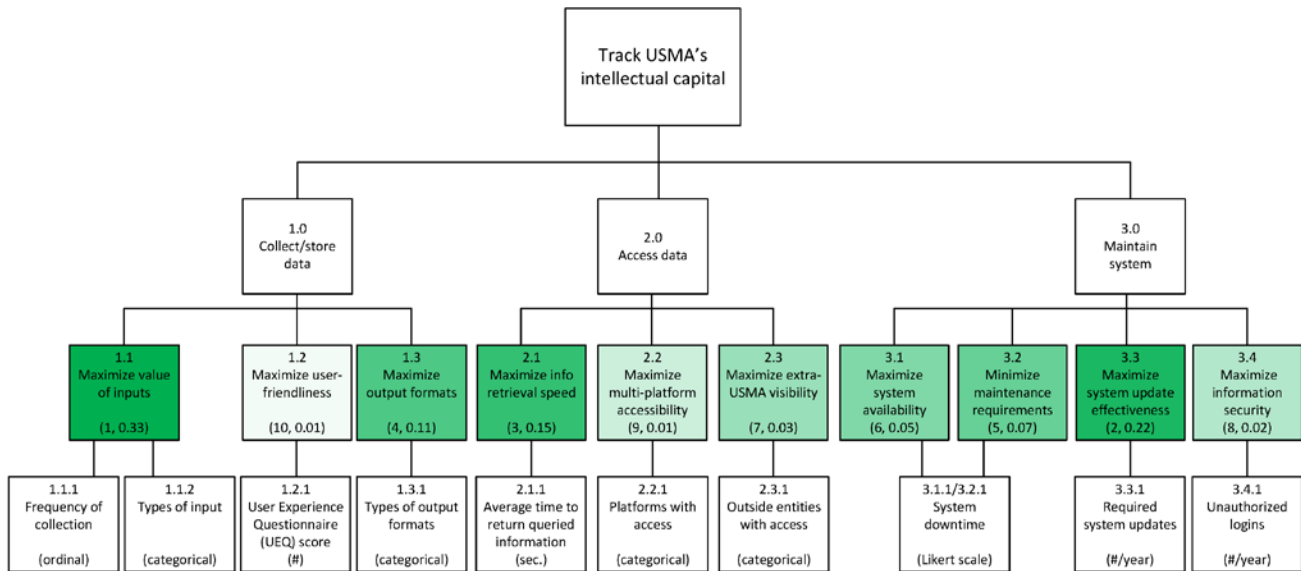 Track USMA's
intellectual capital
1.0
Collect/store
data
2.0
Access data
3.0
Maintain
system
1.1
Maximize value
of inputs
(1, 0.33)
1.2
Maximize user-
friendliness
(10, 0.01)
1.3
Maximize
output formats
(4, 0.11)
2.1
Maximize info
retrieval speed
(3, 0.15)
2.2
Maximize
multi-platform
accessibility
(9, 0.01)
2.3
Maximize extra-
USMA visibility
(7, 0.03)
3.1
Maximize
system
availability
(6, 0.05)
3.2
Minimize
maintenance
requirements
(5, 0.07)
3.3
Maximize
system update
effectiveness
(2, 0.22)
3.4
Maximize
information
security
(8, 0.02)
1.1.1
Frequency of
collection
(ordinal)
1.1.2
Types of input
(categorical)
1.2.1
User Experience
Questionnaire
(UEQ) score
(#)
1.3.1
Types of output
formats
(categorical)
2.1.1
Average time to
return queried
information
(sec.)
2.2.1
Platforms with
access
(categorical)
2.3.1
Outside entities
with access
(categorical)
3.1.1/3.2.1
System
downtime
(Likert scale)
3.3.1
Required
system updates
(#/year)
3.4.1
Unauthorized
logins
(#/year)